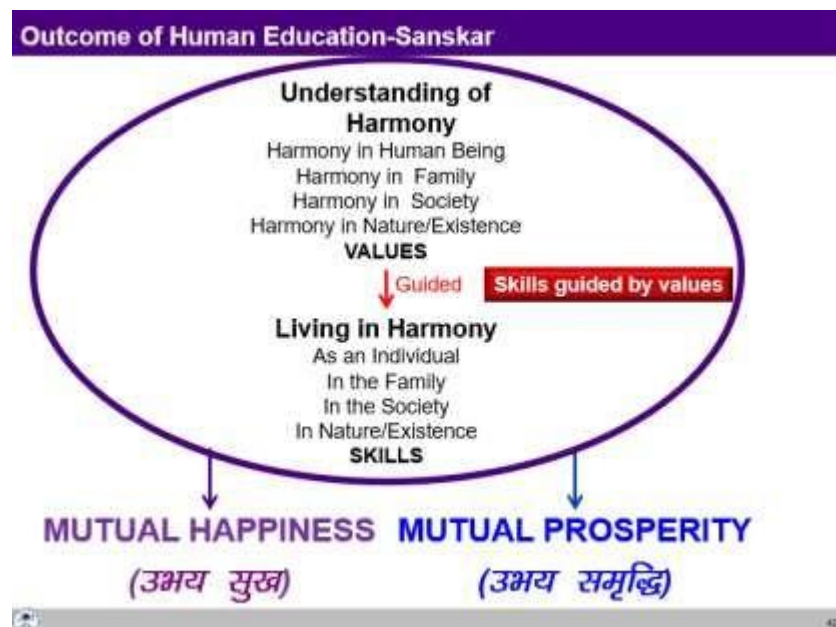 Outcome of Human Education-Sanskar
Understanding of
Harmony
Harmony in Human Being
Harmony in Family
Harmony in Society
Harmony in Nature/Existence
VALUES
Guided
Skills guided by values
Living in Harmony
As an Individual
In the Family
In the Society
In Nature/Existence
SKILLS
MUTUAL HAPPINESS MUTUAL PROSPERITY
(उभय सुख) (उभय समृद्धि)